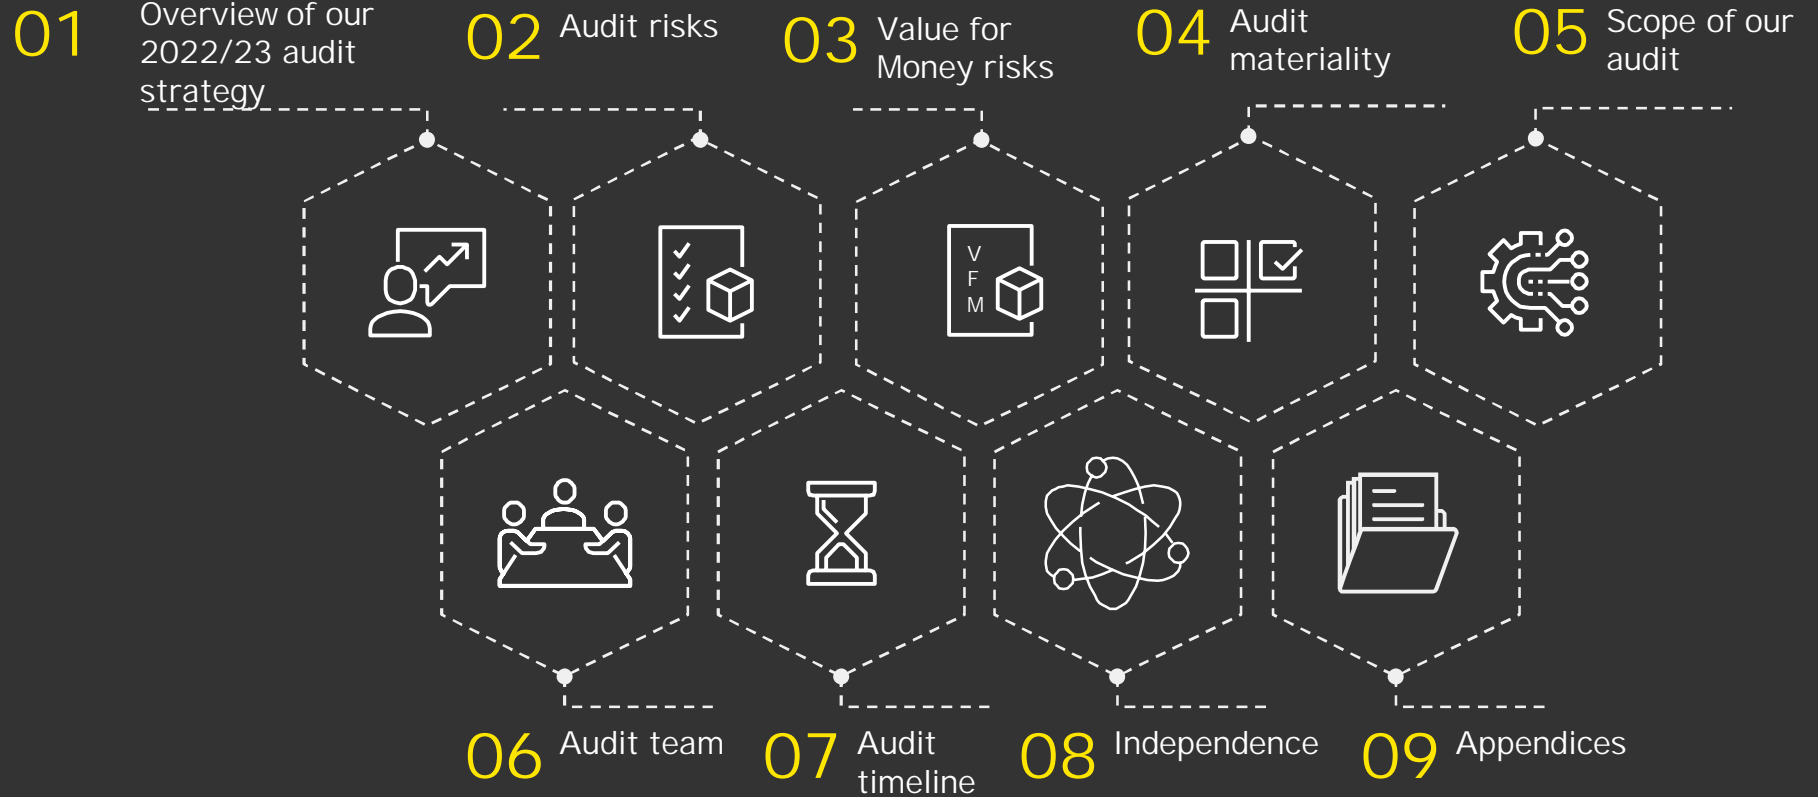 01
Overview of our
2022/23 audit
strategy
02
Audit risks
03
Value for
Money risks
04
Audit
materiality
05
Scope of our
audit
V
F
M
06
Audit team
07
Audit
timeline
08
Independence
09
Appendices